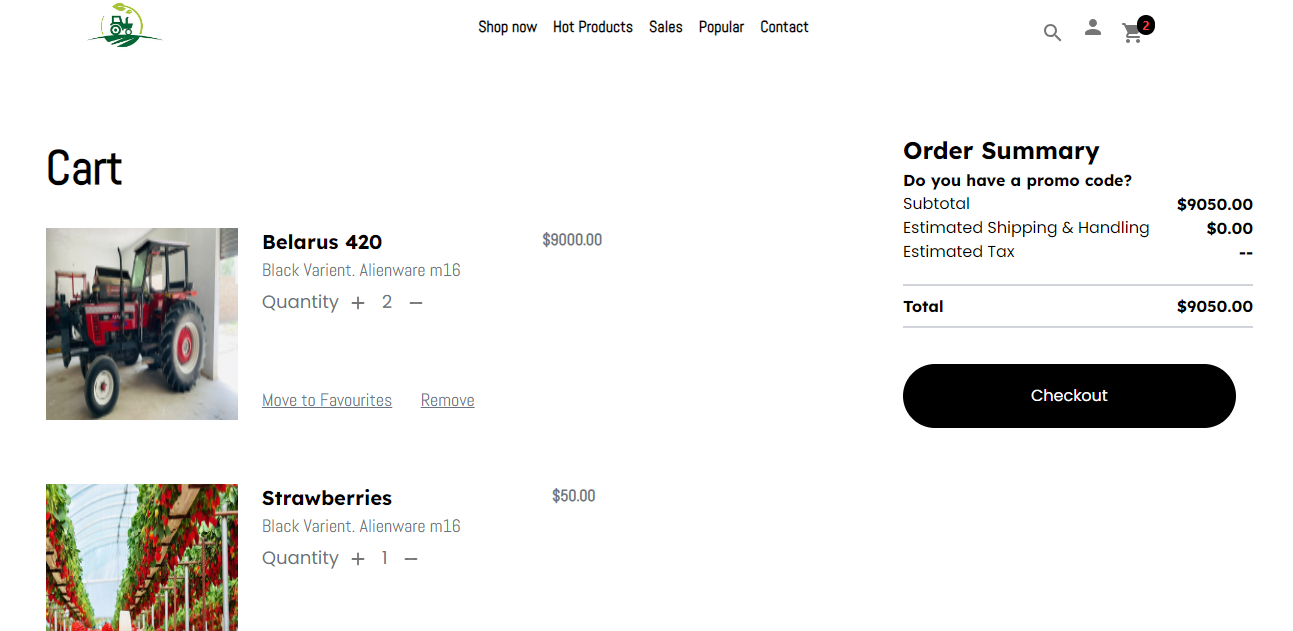 Shop now Hot Products Sales Popular Contact
2
Cart
Belarus 420
$9000.00
Black Varient. Alienware m16
Quantity + 2 −
Move to Favourites Remove
Strawberries
$50.00
Black Varient. Alienware m16
Quantity + 1 −
Order Summary
Do you have a promo code?
Subtotal $9050.00
Estimated Shipping & Handling $0.00
Estimated Tax --
Total $9050.00
Checkout